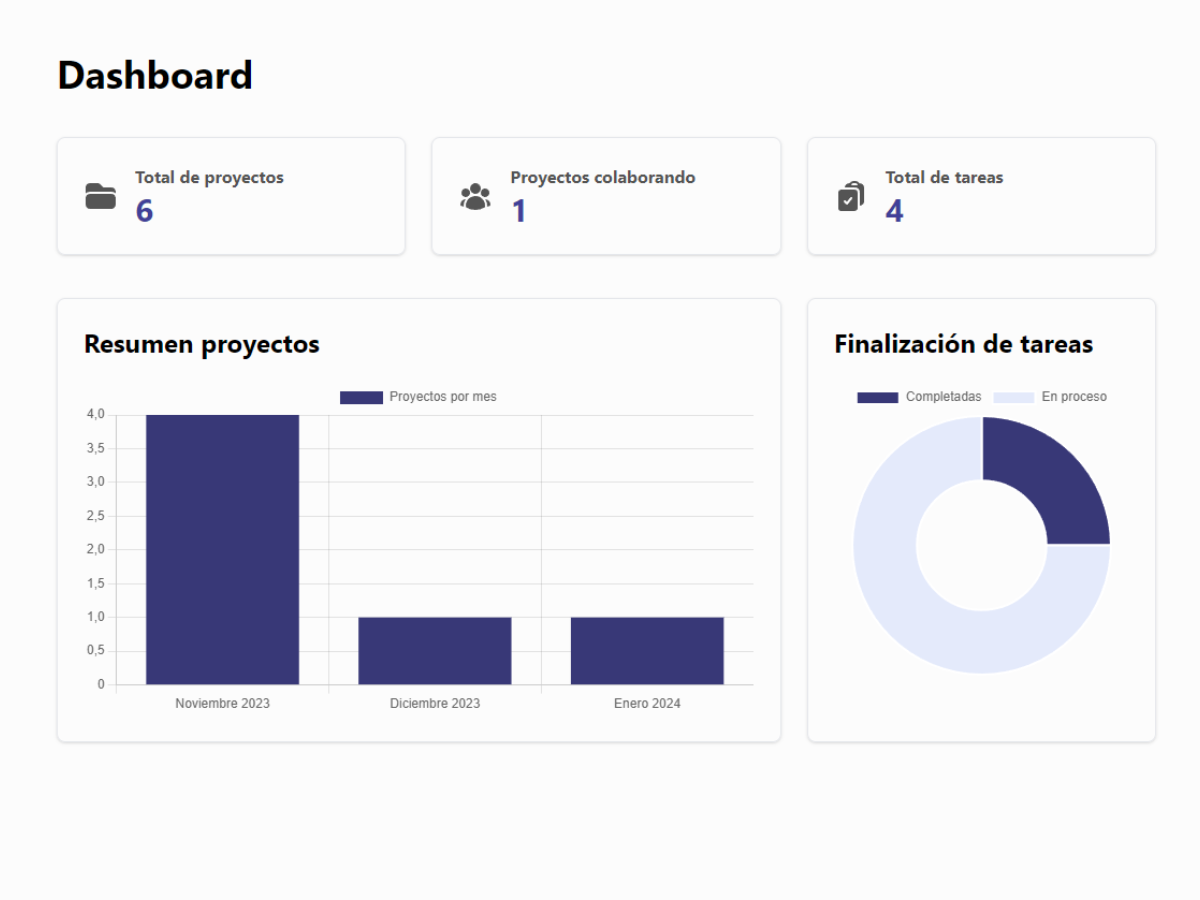 Dashboard
Total de proyectos
6
Proyectos colaborando
1
Total de tareas
4
Resumen proyectos
Proyectos por mes
4,0
3,5
3,0
2,5
2,0
1,5
1,0
0,5
0
Noviembre 2023
Diciembre 2023
Enero 2024
Finalización de tareas
Completadas
En proceso